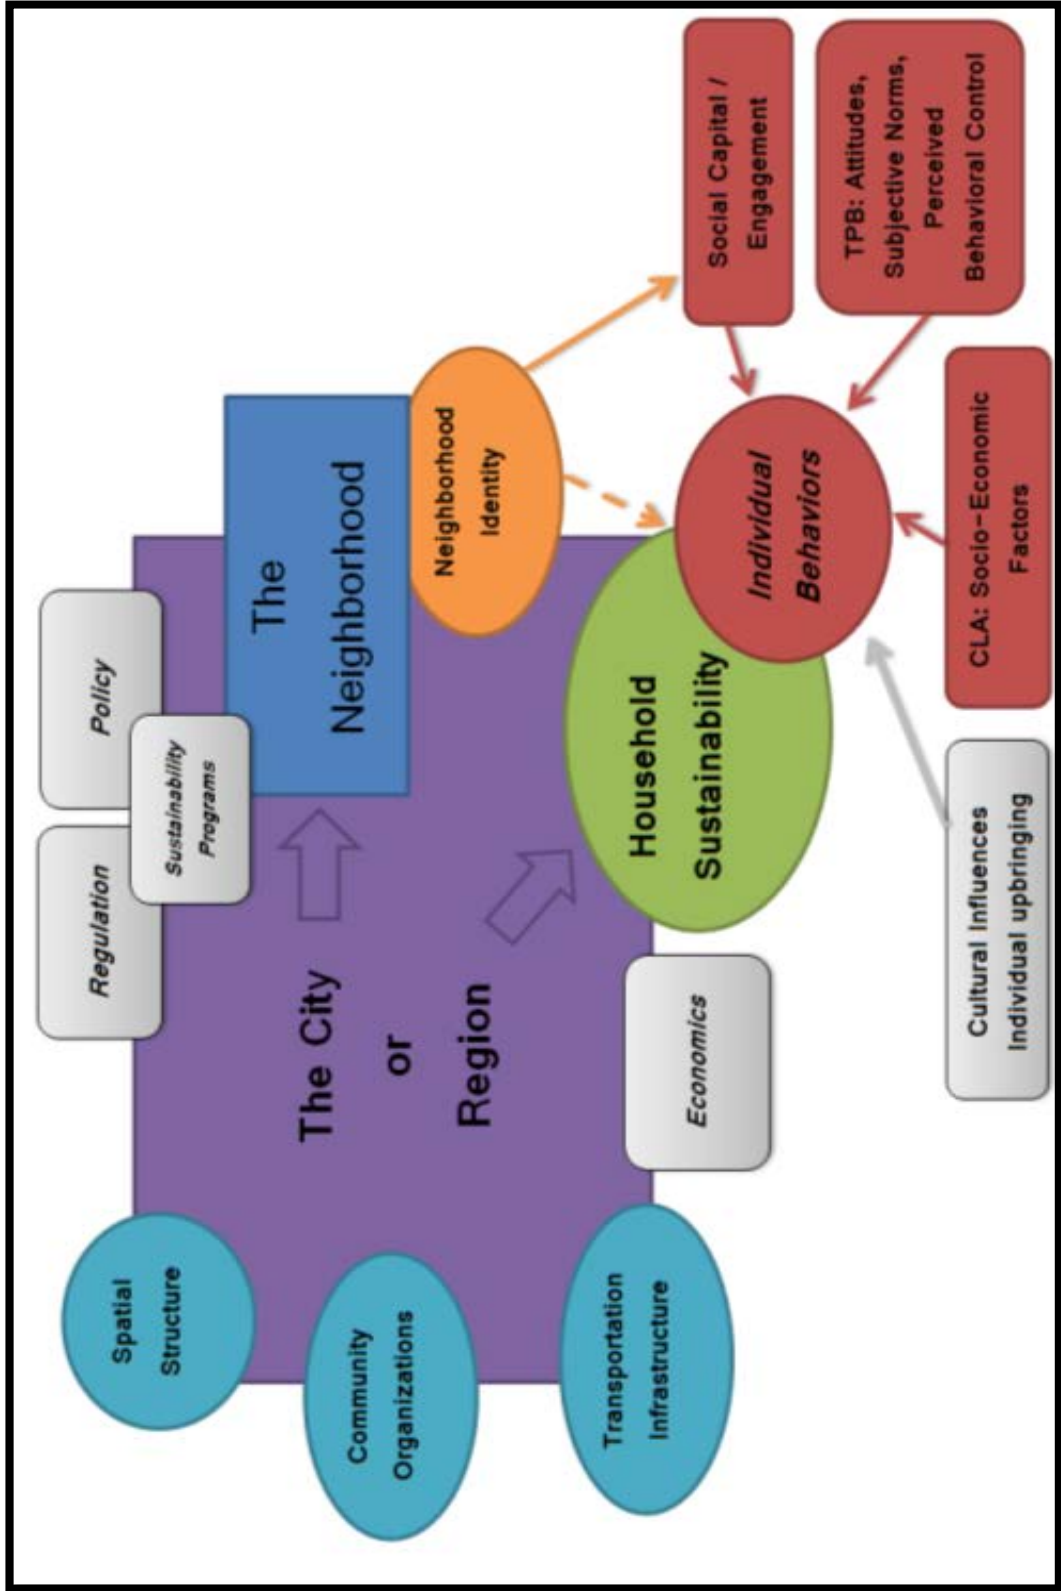 Regulation
Policy
Sustainability
Programs
Spatial
Structure
The
Neighborhood
The City
or
Region
Community
Organizations
Neighborhood
Identity
Transportation
Infrastructure
Economics
Household
Sustainability
Individual
Behaviors
Social Capital /
Engagement
TPB: Attitudes,
Subjective Norms,
Perceived
Behavioral Control
Cultural Influences
Individual upbringing
CLA: Socio-Economic
Factors